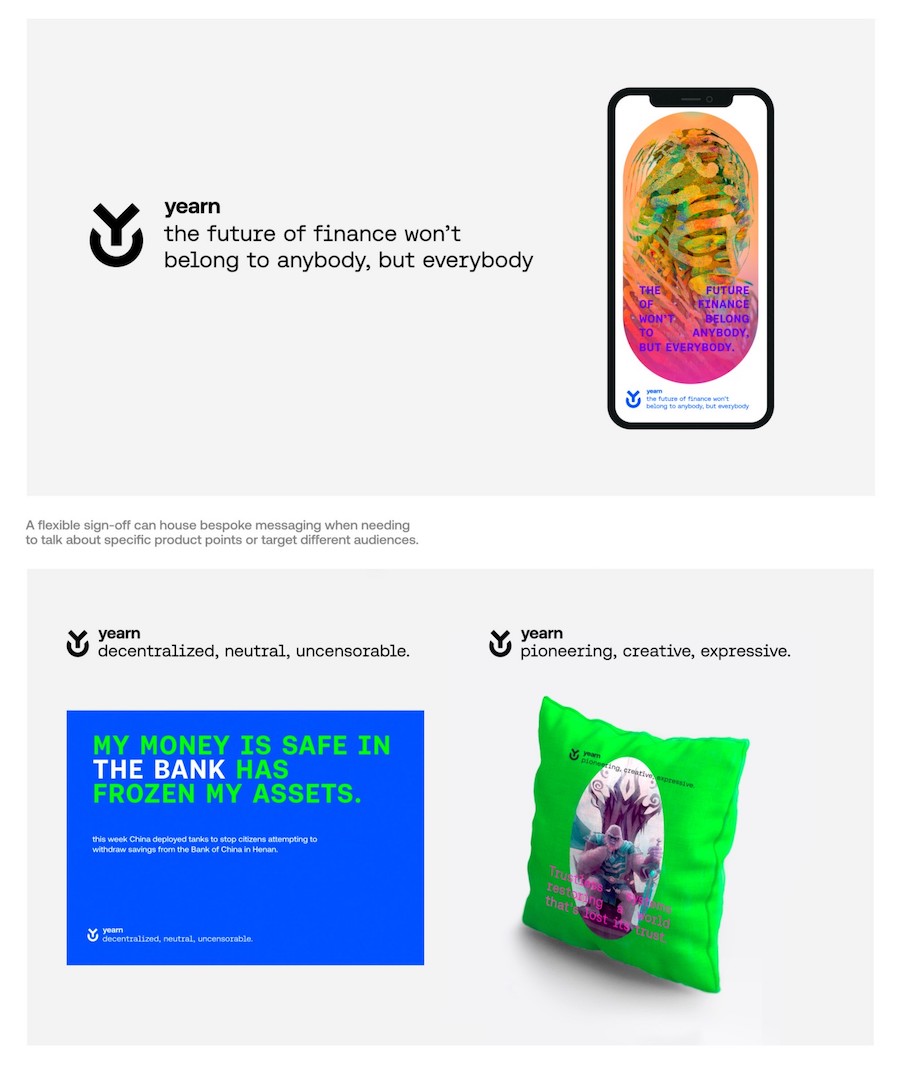 yearn
the future of finance won't
belong to anybody, but everybody
THE FUTURE
OF FINANCE
WON'T BELONG
TO ANYBODY,
BUT EVERYBODY.
yearn
the future of finance won't
belong to anybody, but everybody
A flexible sign-off can house bespoke messaging when needing
to talk about specific product points or target different audiences.
yearn
decentralized, neutral, uncensorable.
yearn
pioneering, creative, expressive.
MY MONEY IS SAFE IN
THE BANK HAS
FROZEN MY ASSETS.
this week China deployed tanks to stop citizens attempting to
withdraw savings from the Bank of China in Henan.
yearn
decentralized, neutral, uncensorable.
yearn
pioneering, creative, expressive.
restoring a world
that's lost its trust.